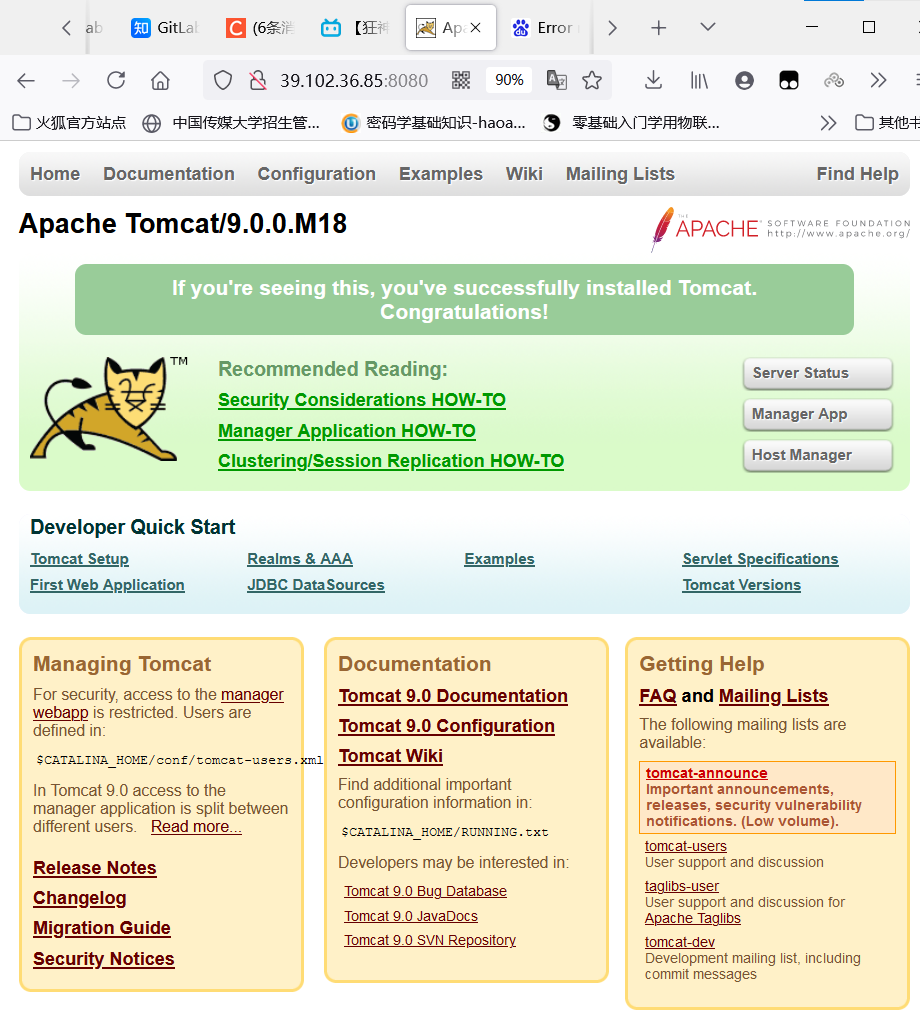 ab
知 GitLab
C (6条消
【狂神
Apa
Error
39.102.36.85:8080
90%
火狐官方站点
中国传媒大学招生管...
密码学基础知识-haoa...
零基础入门学用物联...
其他书
Home Documentation Configuration Examples Wiki Mailing Lists Find Help
Apache Tomcat/9.0.0.M18
THE APACHE SOFTWARE FOUNDATION
http://www.apache.org/
If you're seeing this, you've successfully installed Tomcat.
Congratulations!
TM
Recommended Reading:
Security Considerations HOW-TO
Manager Application HOW-TO
Clustering/Session Replication HOW-TO
Server Status
Manager App
Host Manager
Developer Quick Start
Tomcat Setup
First Web Application
Realms & AAA
JDBC DataSources
Examples
Servlet Specifications
Tomcat Versions
Managing Tomcat
For security, access to the manager
webapp is restricted. Users are
defined in:
$CATALINA_HOME/conf/tomcat-users.xml
In Tomcat 9.0 access to the
manager application is split between
different users. Read more...
Release Notes
Changelog
Migration Guide
Security Notices
Documentation
Tomcat 9.0 Documentation
Tomcat 9.0 Configuration
Tomcat Wiki
Find additional important
configuration information in:
$CATALINA_HOME/RUNNING.txt
Developers may be interested in:
Tomcat 9.0 Bug Database
Tomcat 9.0 JavaDocs
Tomcat 9.0 SVN Repository
Getting Help
FAQ and Mailing Lists
The following mailing lists are
available:
tomcat-announce
Important announcements,
releases, security vulnerability
notifications. (Low volume).
tomcat-users
User support and discussion
taglibs-user
User support and discussion for
Apache Taglibs
tomcat-dev
Development mailing list, including
commit messages